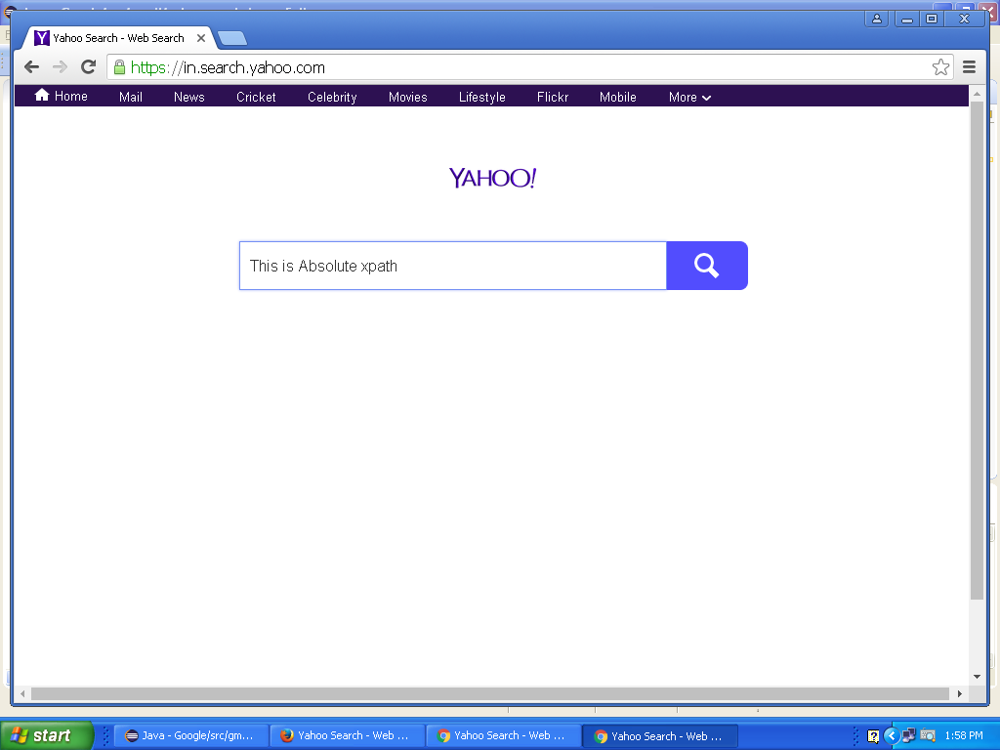 Yahoo Search - Web Search
https://in.search.yahoo.com
Home Mail News Cricket Celebrity Movies Lifestyle Flickr Mobile More
YAHOO!
This is Absolute xpath
start Java - Google/src/gm... Yahoo Search - Web ... Yahoo Search - Web ... Yahoo Search - Web ... 1:58 PM